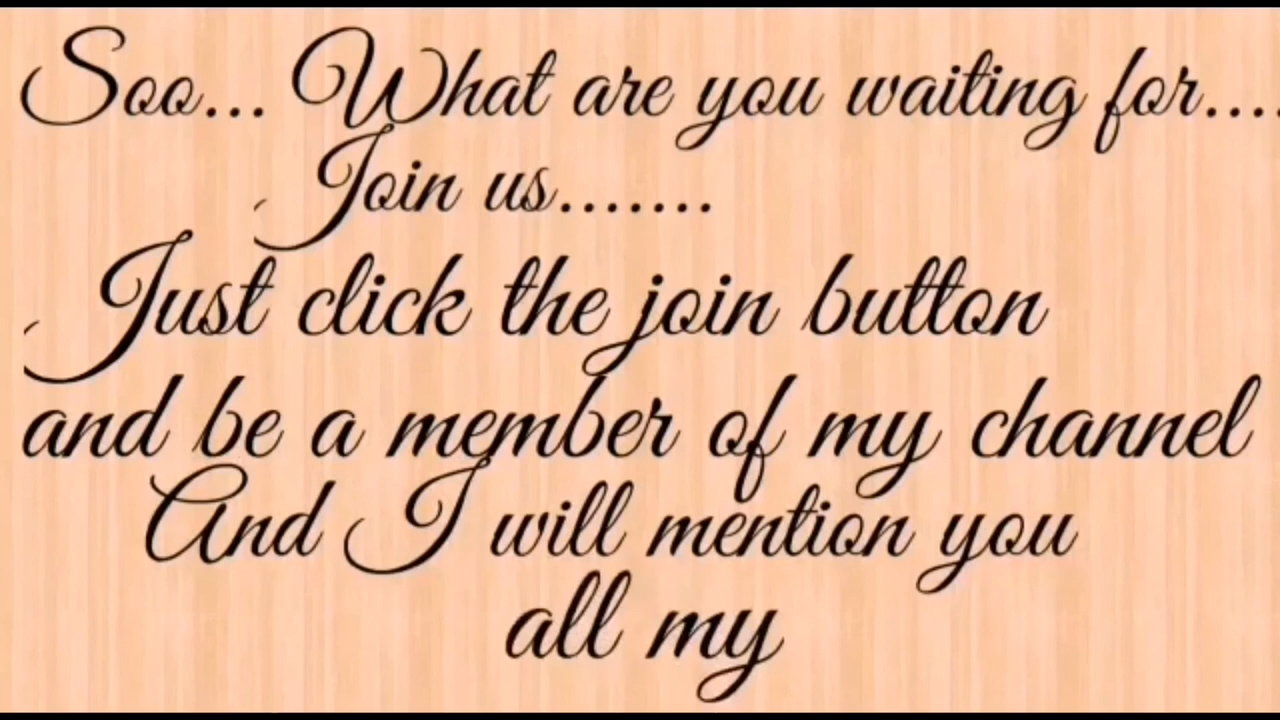 Soo... What are you waiting for....
Join us.......
Just click the join button
and be a member of my channel
And I will mention you
all my